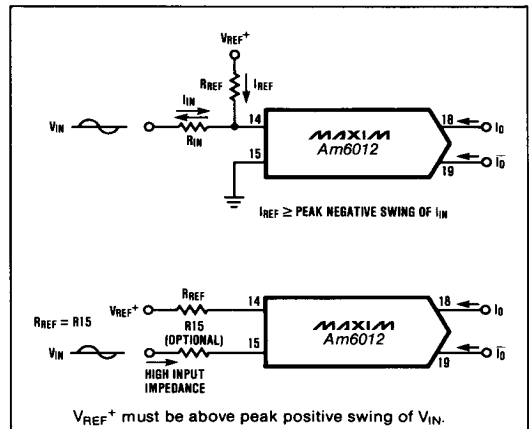 VREF+
RREF
IREF
IIN
VIN
RIN
14
15
MAXIM
Am6012
18
IO
19
IO
IREF ≥ PEAK NEGATIVE SWING OF IIN
RREF = R15
VREF+
RREF
14
R15
(OPTIONAL)
VIN
15
HIGH INPUT
IMPEDANCE
MAXIM
Am6012
18
IO
19
IO
VREF+ must be above peak positive swing of VIN.